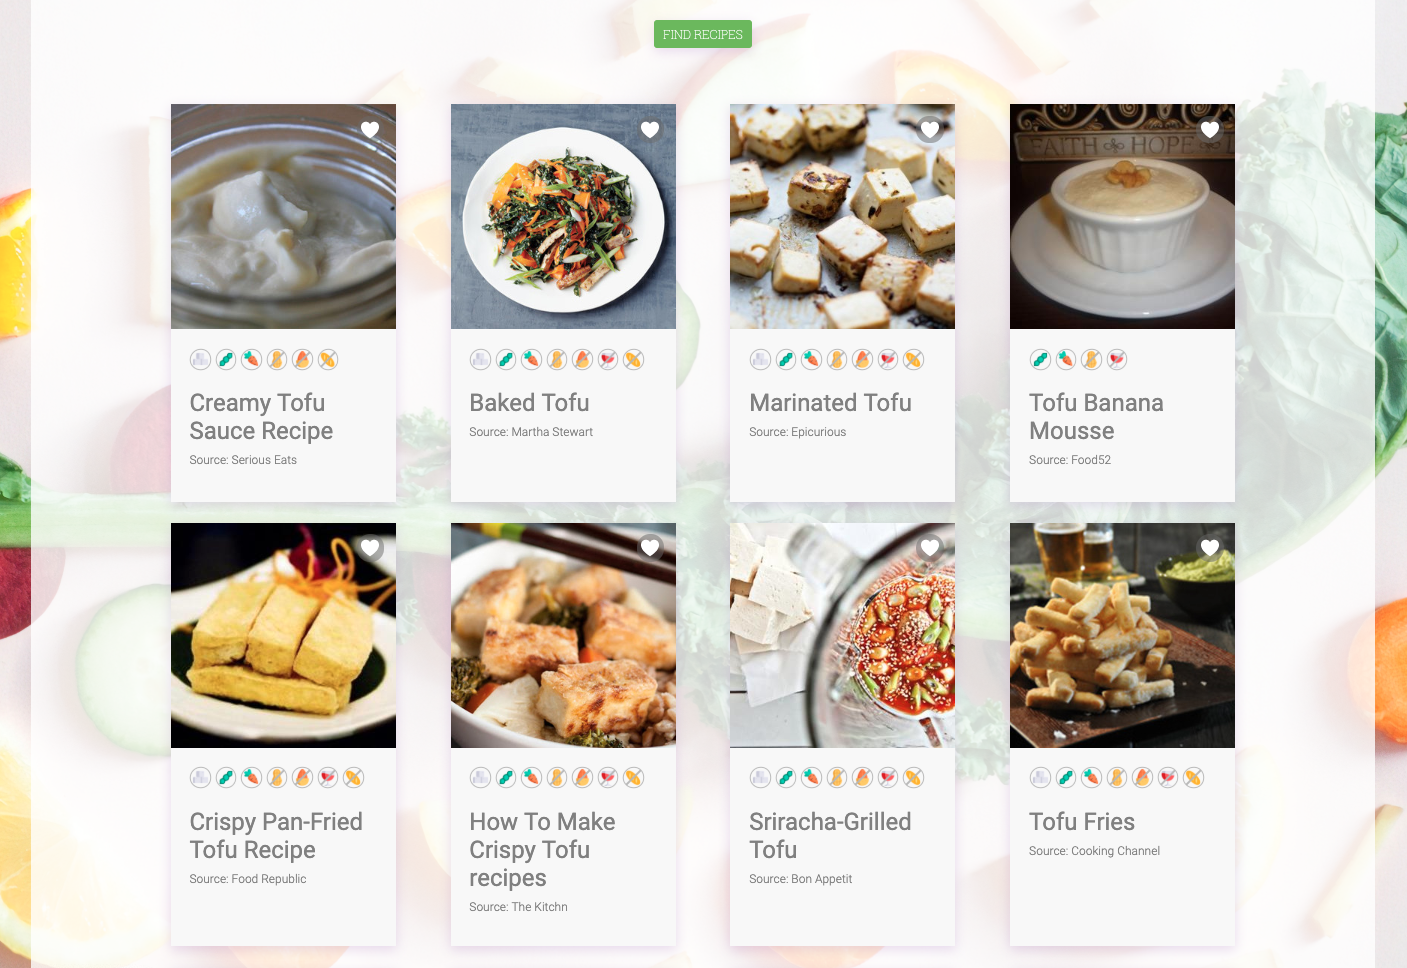 FIND RECIPES
FAITH HOPE L
Creamy Tofu
Sauce Recipe
Source: Serious Eats
Baked Tofu
Source: Martha Stewart
Marinated Tofu
Source: Epicurious
Tofu Banana
Mousse
Source: Food52
Crispy Pan-Fried
Tofu Recipe
Source: Food Republic
How To Make
Crispy Tofu
recipes
Source: The Kitchn
Sriracha-Grilled
Tofu
Source: Bon Appetit
Tofu Fries
Source: Cooking Channel